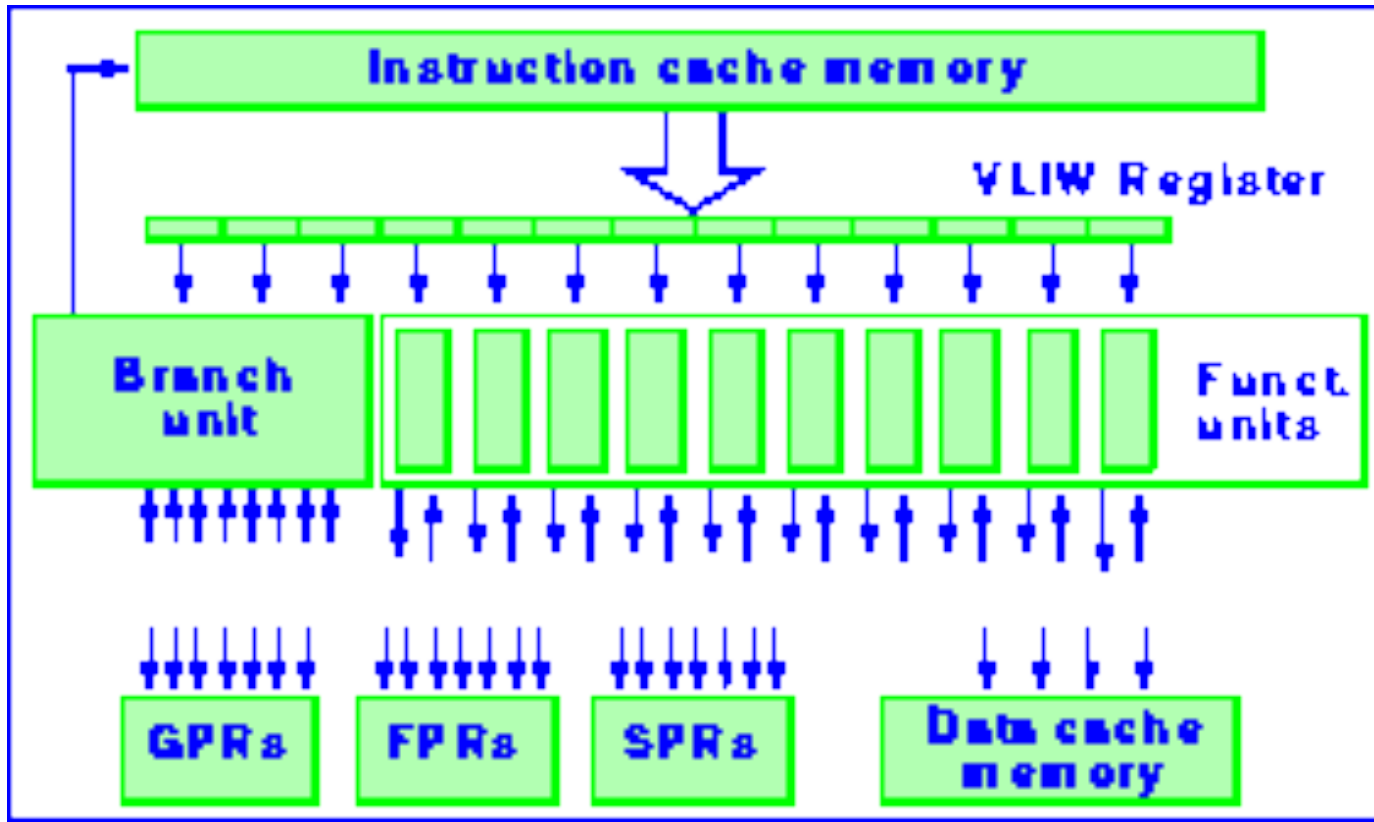 Instruction cache memory
VLIW Register
Branch
unit
Funct.
units
GPRs
FPRs
SPRs
Data cache
memory